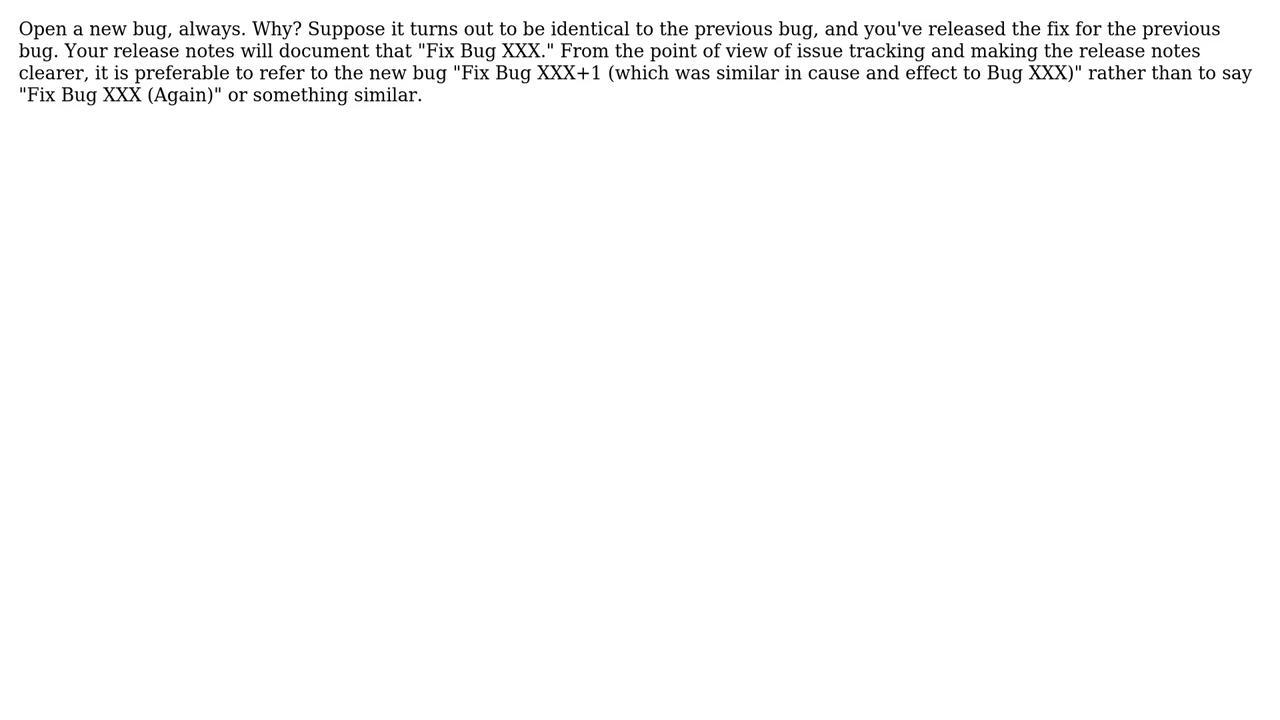 Open a new bug, always. Why? Suppose it turns out to be identical to the previous bug, and you've released the fix for the previous
bug. Your release notes will document that "Fix Bug XXX." From the point of view of issue tracking and making the release notes
clearer, it is preferable to refer to the new bug "Fix Bug XXX+1 (which was similar in cause and effect to Bug XXX)" rather than to say
"Fix Bug XXX (Again)" or something similar.